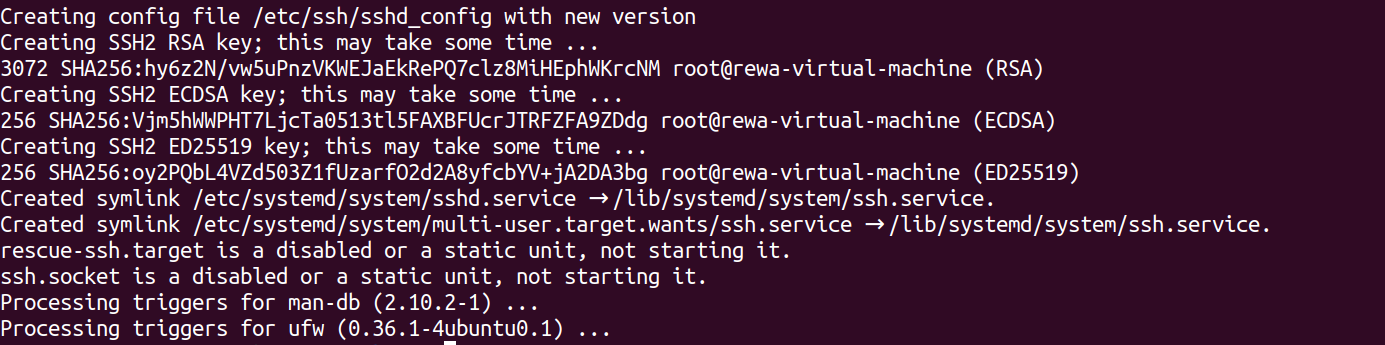 Creating config file /etc/ssh/sshd_config with new version
Creating SSH2 RSA key; this may take some time ...
3072 SHA256:hy6z2N/vw5uPnzVKWEJaEkRePQ7clz8MiHEphWKrcNM root@rewa-virtual-machine (RSA)
Creating SSH2 ECDSA key; this may take some time ...
256 SHA256:Vjm5hWWPHT7LjcTa0513tl5FAXBFUcrJTRFZFA9ZDdg root@rewa-virtual-machine (ECDSA)
Creating SSH2 ED25519 key; this may take some time ...
256 SHA256:oy2PQbL4VZd503Z1fUzarfO2d2A8yfcbYV+jA2DA3bg root@rewa-virtual-machine (ED25519)
Created symlink /etc/systemd/system/sshd.service → /lib/systemd/system/ssh.service.
Created symlink /etc/systemd/system/multi-user.target.wants/ssh.service → /lib/systemd/system/ssh.service.
rescue-ssh.target is a disabled or a static unit, not starting it.
ssh.socket is a disabled or a static unit, not starting it.
Processing triggers for man-db (2.10.2-1) ...
Processing triggers for ufw (0.36.1-4ubuntu0.1) ...